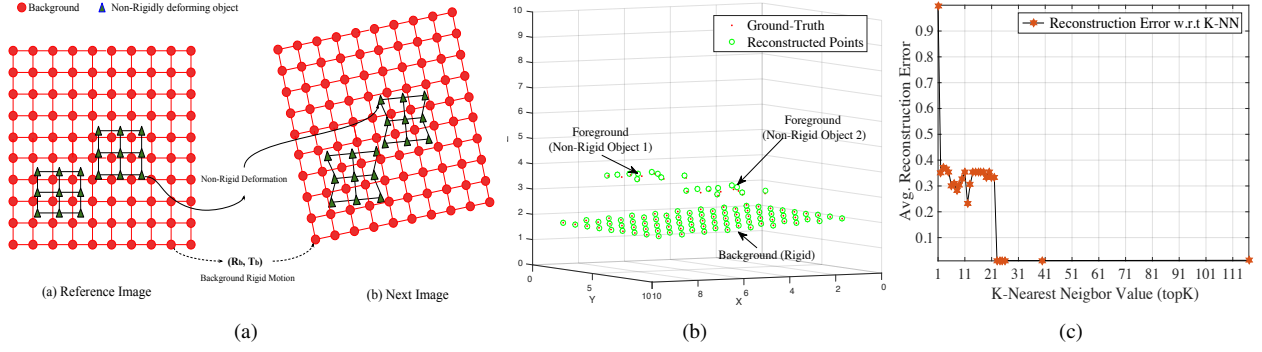 Background
Non-Rigidly deforming object
Non-Rigid Deformation
(Rb, Tb)
Background Rigid Motion
(a) Reference Image
(b) Next Image
(a)
10
9
8
7
6
5
4
3
2
1
0
Ground-Truth
Reconstructed Points
Foreground
(Non-Rigid Object 1)
Foreground
(Non-Rigid Object 2)
Background (Rigid)
0
5
Y
1010
8
6
X
4
2
0
(b)
Avg. Reconstruction Error
0.9
0.8
0.7
0.6
0.5
0.4
0.3
0.2
0.1
Reconstruction Error w.r.t K-NN
1 11 21 31 41 51 61 71 81 91 101 111
K-Nearest Neigbor Value (topK)
(c)